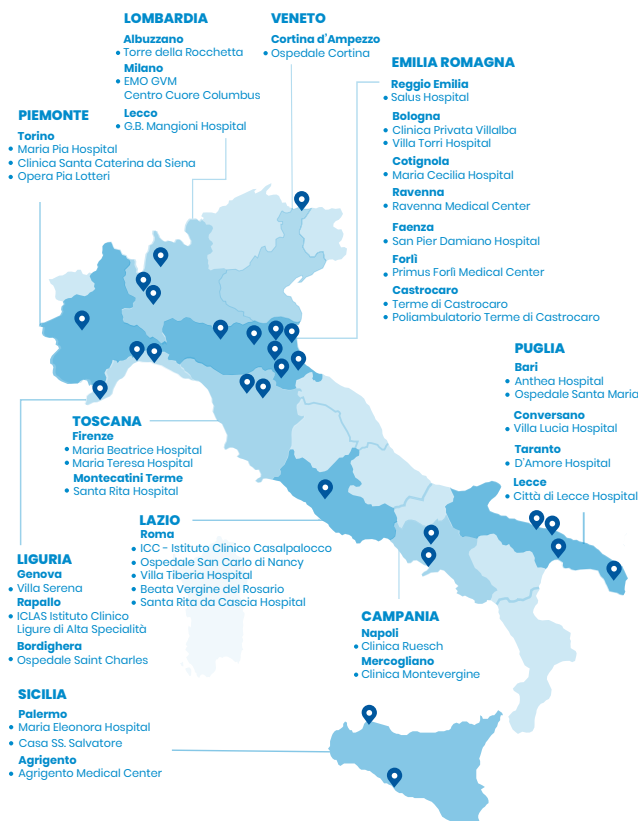 LOMBARDIA
Albuzzano
Torre della Rocchetta
Milano
EMO GVM
Centro Cuore Columbus
Lecco
G.B. Mangioni Hospital
VENETO
Cortina d'Ampezzo
Ospedale Cortina
EMILIA ROMAGNA
Reggio Emilia
Salus Hospital
Bologna
Clinica Privata Villalba
Villa Torri Hospital
Cotignola
Maria Cecilia Hospital
Ravenna
Ravenna Medical Center
Faenza
San Pier Damiano Hospital
Forlì
Primus Forlì Medical Center
Castrocaro
Terme di Castrocaro
Poliambulatorio Terme di Castrocaro
PIEMONTE
Torino
Maria Pia Hospital
Clinica Santa Caterina da Siena
Opera Pia Lotteri
PUGLIA
Bari
Anthea Hospital
Ospedale Santa Maria
Conversano
Villa Lucia Hospital
Taranto
D'Amore Hospital
Lecce
Città di Lecce Hospital
TOSCANA
Firenze
Maria Beatrice Hospital
Maria Teresa Hospital
Montecatini Terme
Santa Rita Hospital
LAZIO
Roma
ICC - Istituto Clinico Casalpalocco
Ospedale San Carlo di Nancy
Villa Tiberia Hospital
Beata Vergine del Rosario
Santa Rita da Cascia Hospital
LIGURIA
Genova
Villa Serena
Rapallo
ICLAS Istituto Clinico
Ligure di Alta Specialità
Bordighera
Ospedale Saint Charles
CAMPANIA
Napoli
Clinica Ruesch
Mercogliano
Clinica Montevergine
SICILIA
Palermo
Maria Eleonora Hospital
Casa SS. Salvatore
Agrigento
Agrigento Medical Center